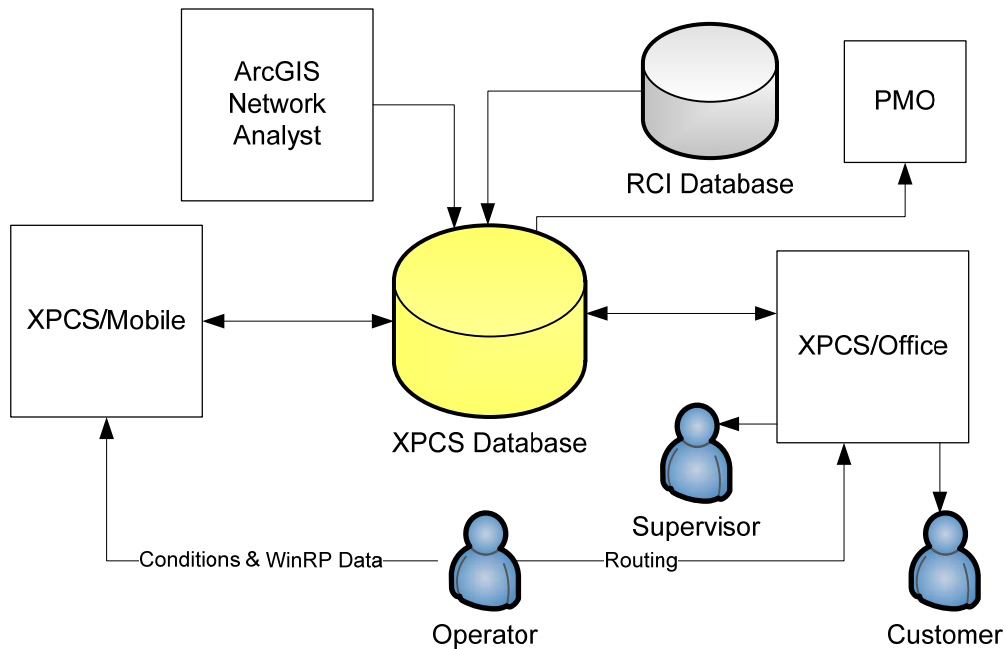 ArcGIS
Network
Analyst
PMO
RCI Database
XPCS/Mobile
XPCS/Office
XPCS Database
Supervisor
Conditions & WinRP Data
Routing
Operator
Customer